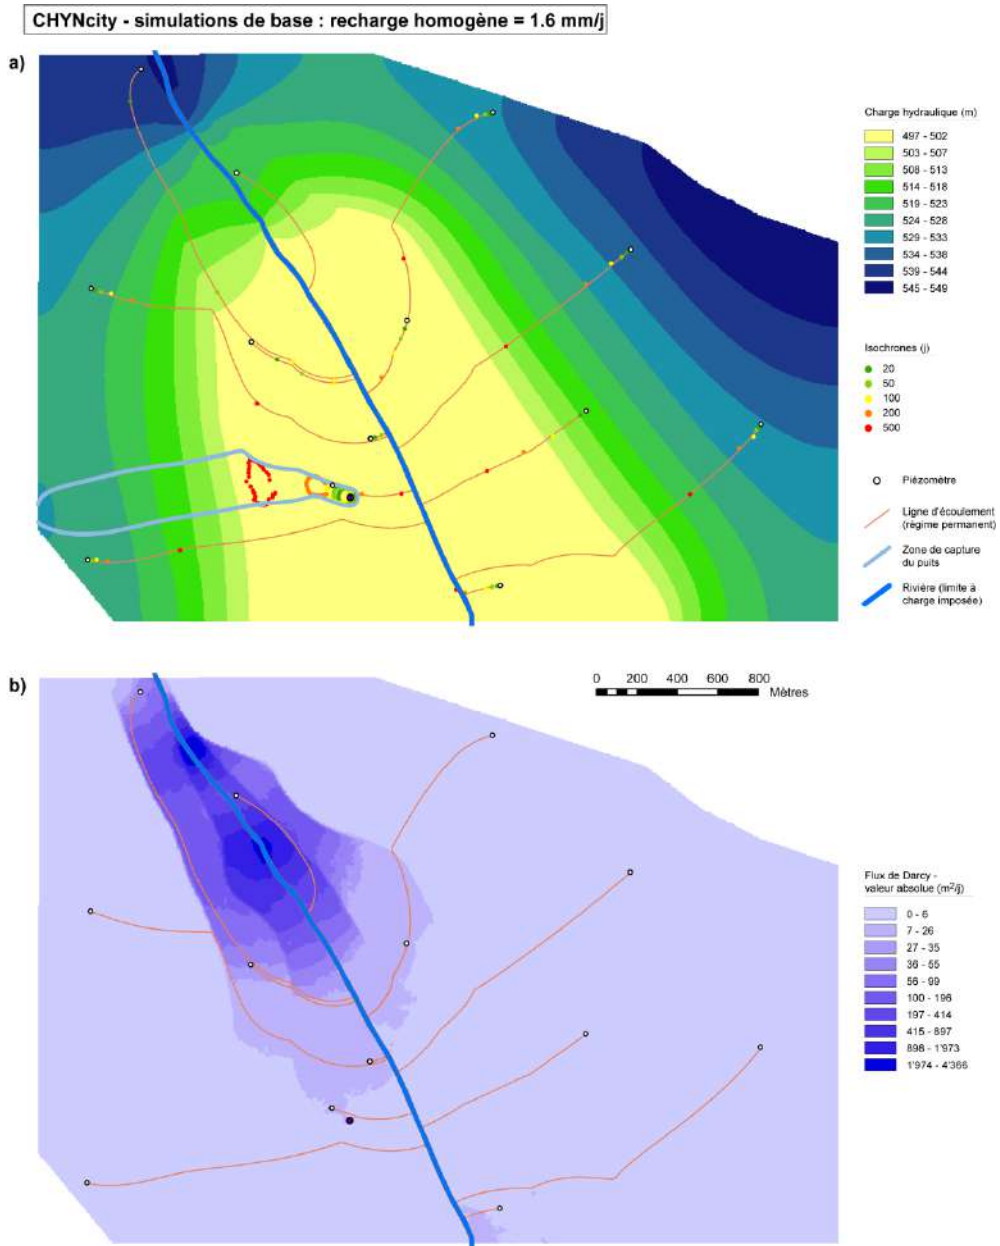 CHYNcity - simulations de base : recharge homogène = 1.6 mm/j
a)
Charge hydraulique (m)
497 - 502
503 - 507
508 - 513
514 - 518
519 - 523
524 - 528
529 - 533
534 - 538
539 - 544
545 - 549
Isochrones (j)
20
50
100
200
500
Piézomètre
Ligne d'écoulement
(régime permanent)
Zone de capture
du puits
Rivière (limite à
charge imposée)
b)
0 200 400 600 800
Mètres
Flux de Darcy -
valeur absolue (m²/j)
0 - 6
7 - 26
27 - 35
36 - 55
56 - 99
100 - 196
197 - 414
415 - 897
898 - 1'973
1'974 - 4'366